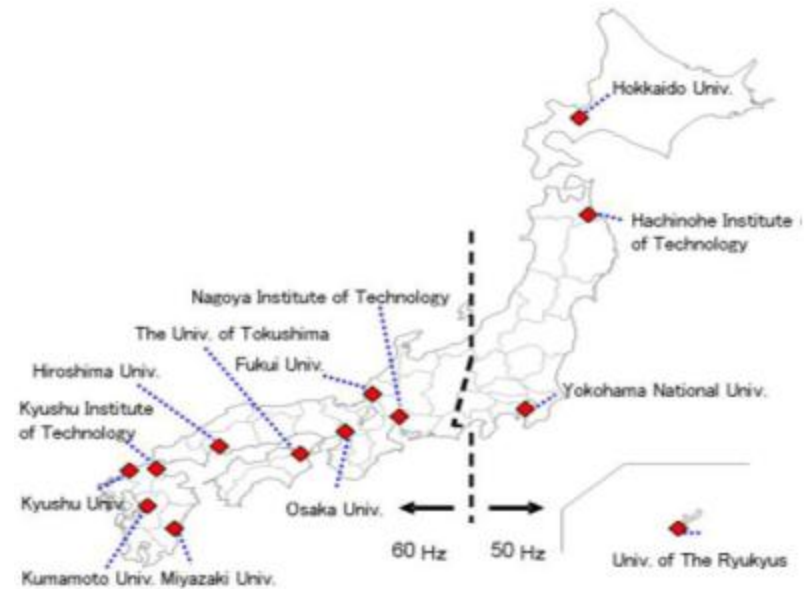 Hokkaido Univ.
Hachinohe Institute
of Technology
Nagoya Institute of Technology
The Univ. of Tokushima
Fukui Univ.
Hiroshima Univ.
Yokohama National Univ.
Kyushu Institute
of Technology
Kyushu Univ.
Osaka Univ.
60 Hz
50 Hz
Univ. of The Ryukyus
Kumamoto Univ. Miyazaki Univ.